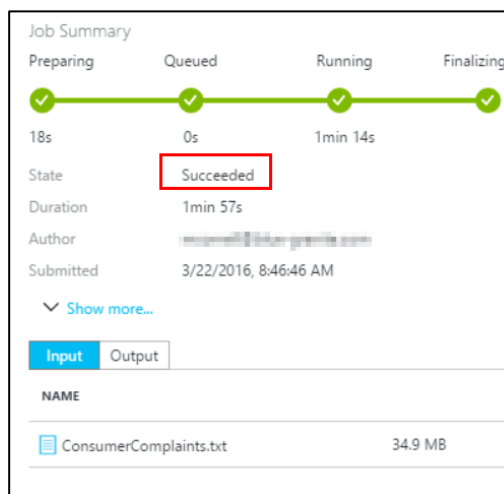 Job Summary
Preparing Queued Running Finalizing
18s 0s 1min 14s
State Succeeded
Duration 1min 57s
Author
Submitted 3/22/2016, 8:46:46 AM
Show more...
Input Output
NAME
ConsumerComplaints.txt 34.9 MB